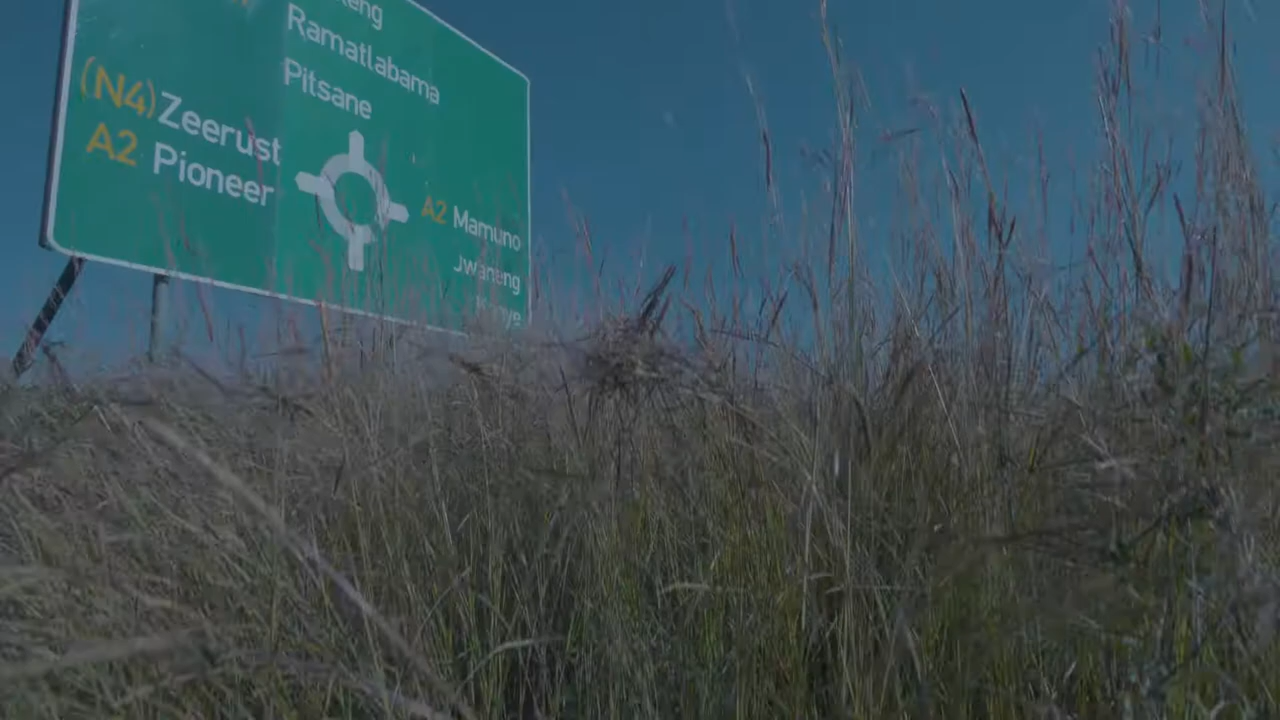 Ramatlabama
Pitsane
(N4) Zeerust
A2 Pioneer
A2 Mamuno
Jwaneng